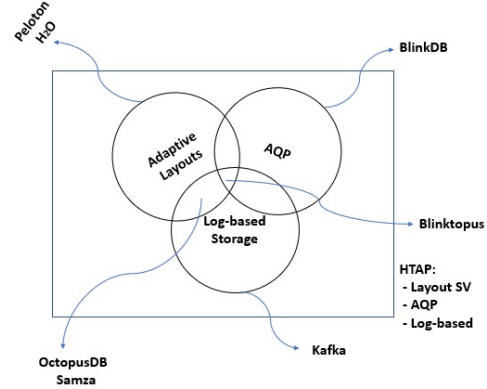 Peloton
H2O
BlinkDB
Adaptive
Layouts
AQP
Log-based
Storage
Blinktopus
HTAP:
- Layout SV
- AQP
- Log-based
Kafka
OctopusDB
Samza